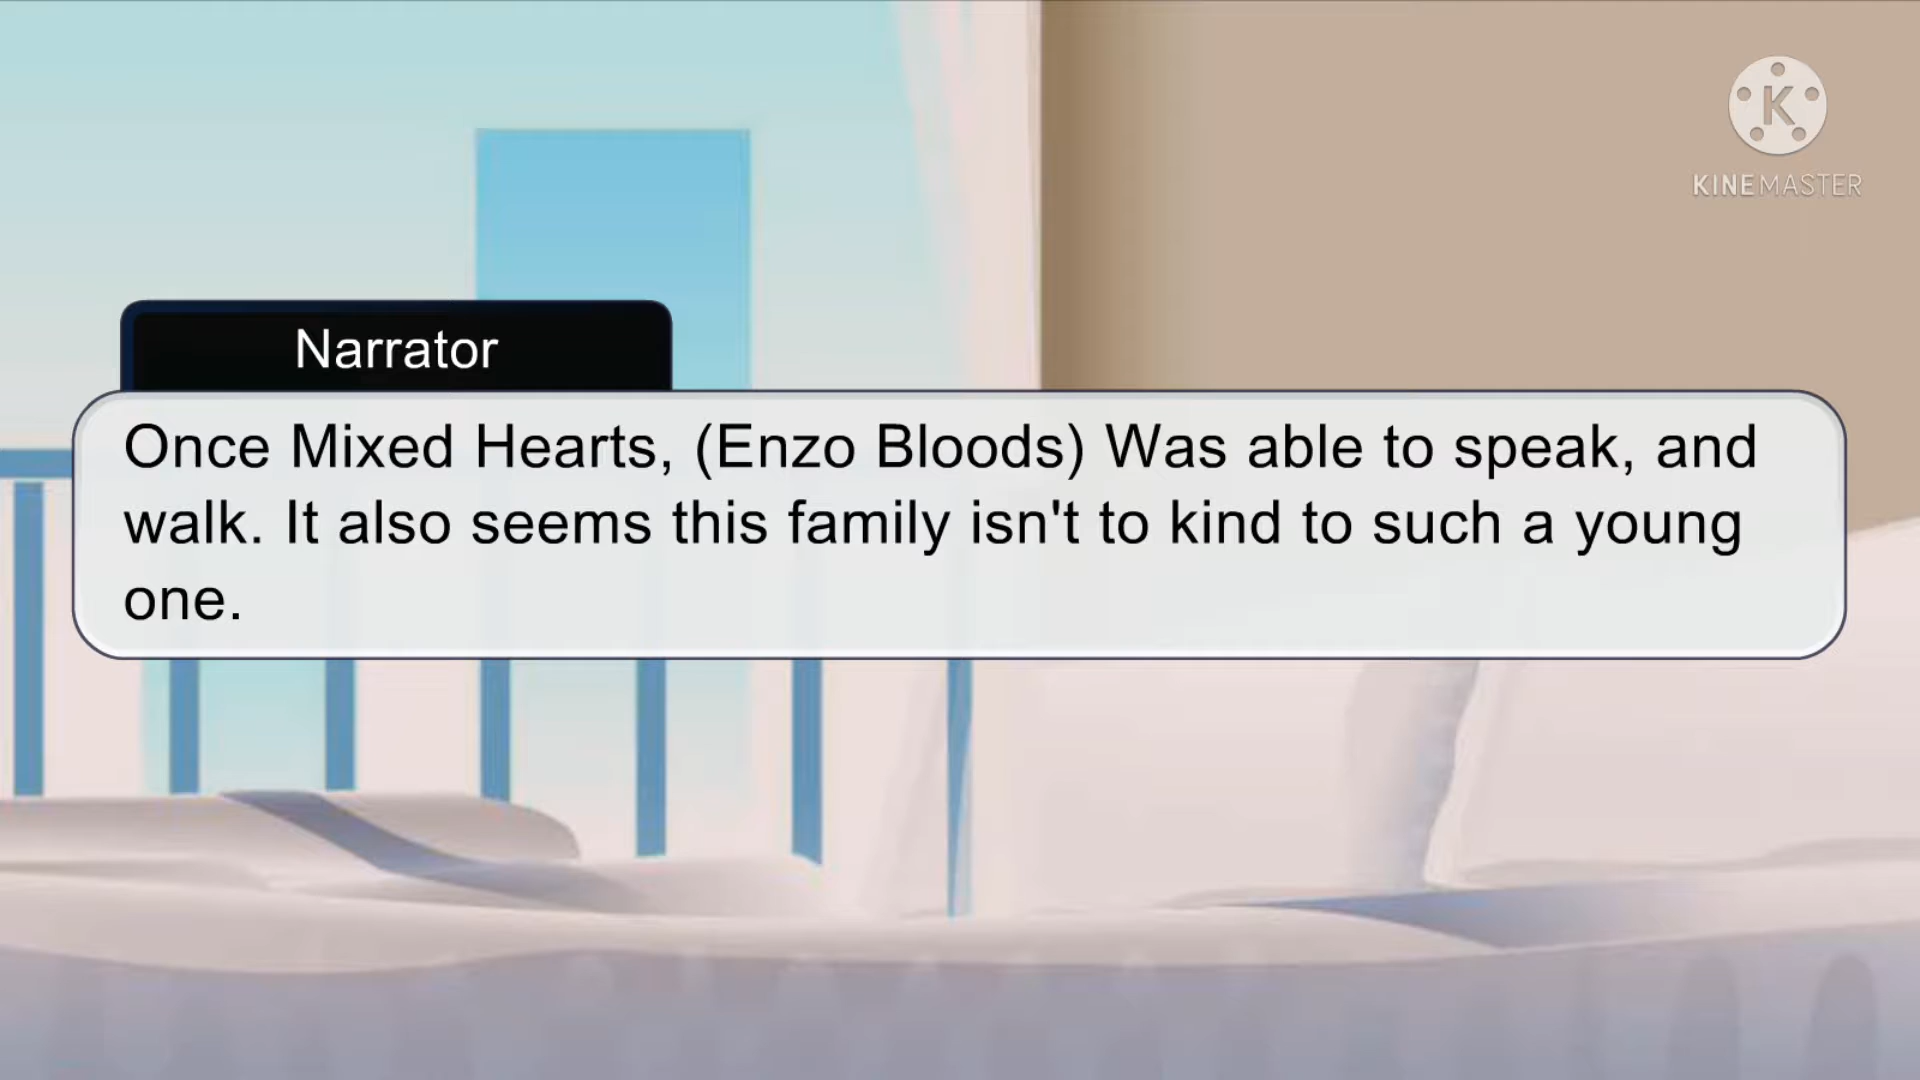 K
KINEMASTER
Narrator
Once Mixed Hearts, (Enzo Bloods) Was able to speak, and
walk. It also seems this family isn't to kind to such a young
one.